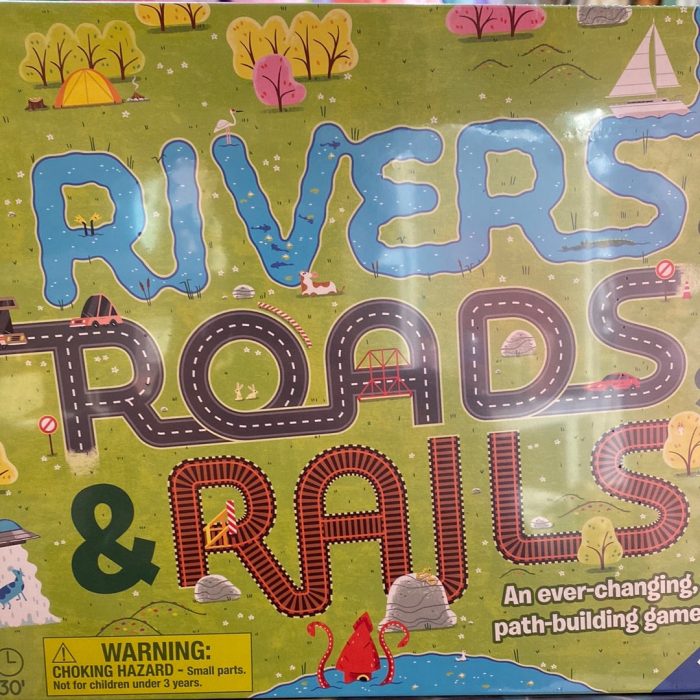 RIVERS
ROADS
& RAILS
An ever-changing,
path-building game
WARNING:
CHOKING HAZARD - Small parts.
Not for children under 3 years.
30'